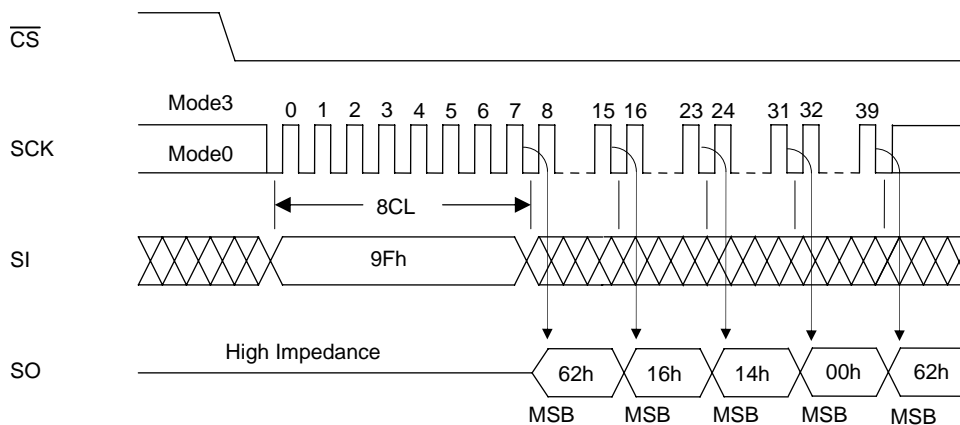 CS
Mode3
0 1 2 3 4 5 6 7 8 15 16 23 24 31 32 39
SCK
Mode0
8CL
SI
9Fh
High Impedance
SO
62h 16h 14h 00h 62h
MSB MSB MSB MSB MSB